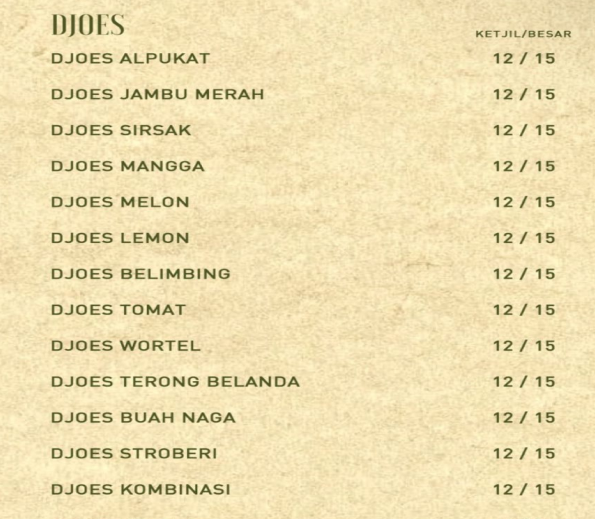 DJOES
KETJIL/BESAR
DJOES ALPUKAT 12 / 15
DJOES JAMBU MERAH 12 / 15
DJOES SIRSAK 12 / 15
DJOES MANGGA 12 / 15
DJOES MELON 12 / 15
DJOES LEMON 12 / 15
DJOES BELIMBING 12 / 15
DJOES TOMAT 12 / 15
DJOES WORTEL 12 / 15
DJOES TERONG BELANDA 12 / 15
DJOES BUAH NAGA 12 / 15
DJOES STROBERI 12 / 15
DJOES KOMBINASI 12 / 15